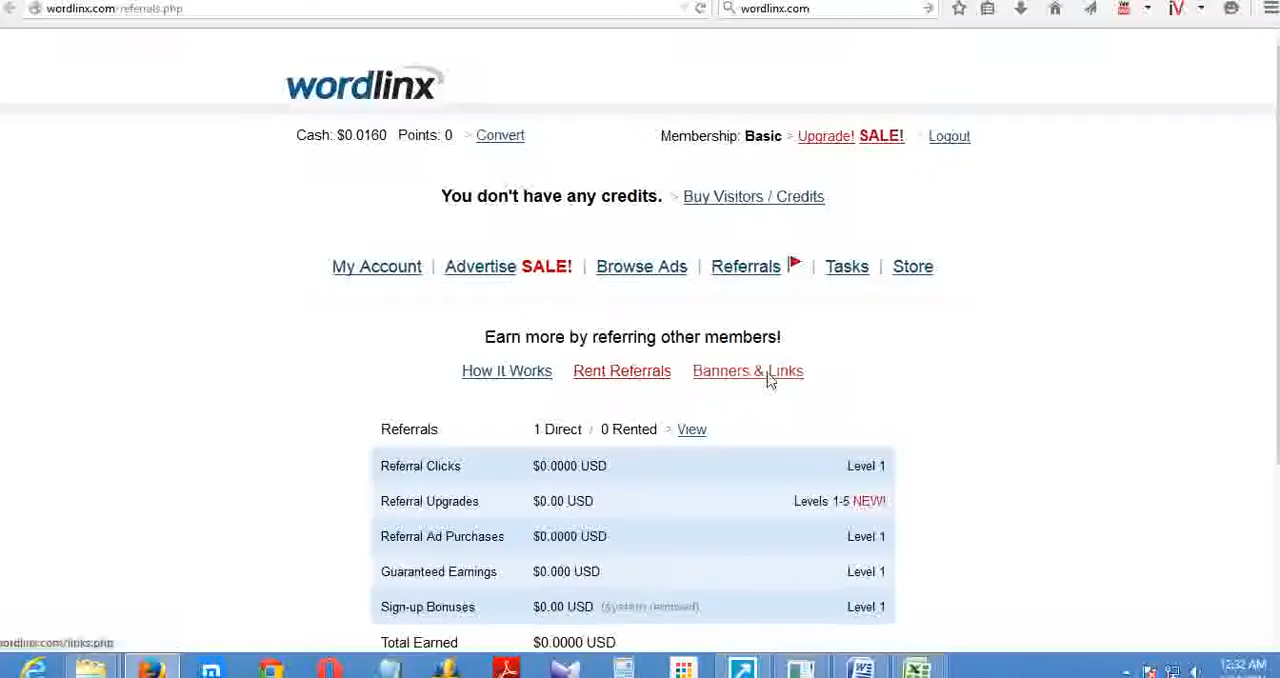 wordlinx.com/referrals.php
wordlinx.com
wordlinx
Cash: $0.0160 Points: 0 > Convert
Membership: Basic > Upgrade! SALE! > Logout
You don't have any credits. > Buy Visitors / Credits
My Account | Advertise SALE! | Browse Ads | Referrals | Tasks | Store
Earn more by referring other members!
How It Works Rent Referrals Banners & Links
Referrals 1 Direct / 0 Rented > View
Referral Clicks $0.0000 USD Level 1
Referral Upgrades $0.00 USD Levels 1-5 NEW!
Referral Ad Purchases $0.0000 USD Level 1
Guaranteed Earnings $0.000 USD Level 1
Sign-up Bonuses $0.00 USD (system removed) Level 1
Total Earned $0.0000 USD
wordlinx.com/links.php
12:32 AM